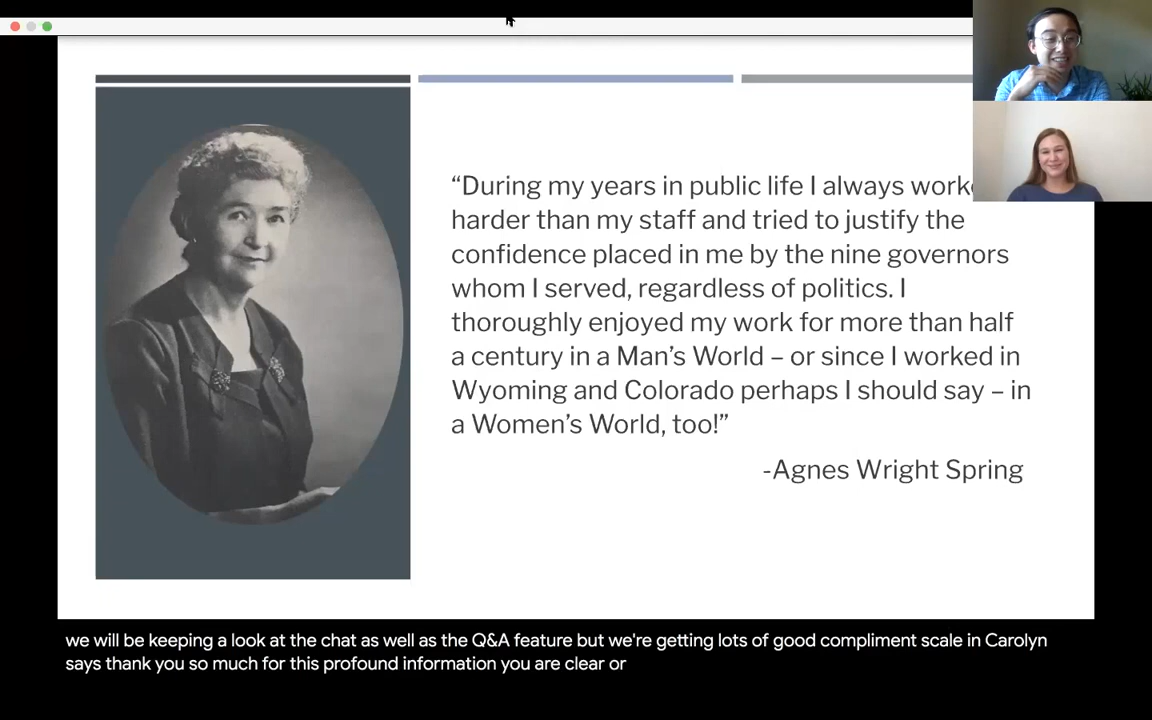 “During my years in public life I always work
harder than my staff and tried to justify the
confidence placed in me by the nine governors
whom I served, regardless of politics. I
thoroughly enjoyed my work for more than half
a century in a Man’s World – or since I worked in
Wyoming and Colorado perhaps I should say – in
a Women’s World, too!”
-Agnes Wright Spring
we will be keeping a look at the chat as well as the Q&A feature but we're getting lots of good compliment scale in Carolyn
says thank you so much for this profound information you are clear or